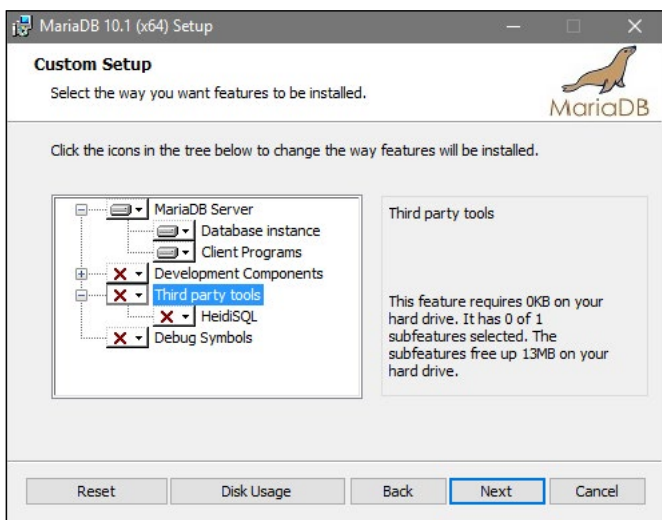 MariaDB 10.1 (x64) Setup
Custom Setup
Select the way you want features to be installed.
MariaDB
Click the icons in the tree below to change the way features will be installed.
MariaDB Server
Database instance
Client Programs
Development Components
Third party tools
HeidiSQL
Debug Symbols
Third party tools
This feature requires 0KB on your
hard drive. It has 0 of 1
subfeatures selected. The
subfeatures free up 13MB on your
hard drive.
Reset
Disk Usage
Back
Next
Cancel